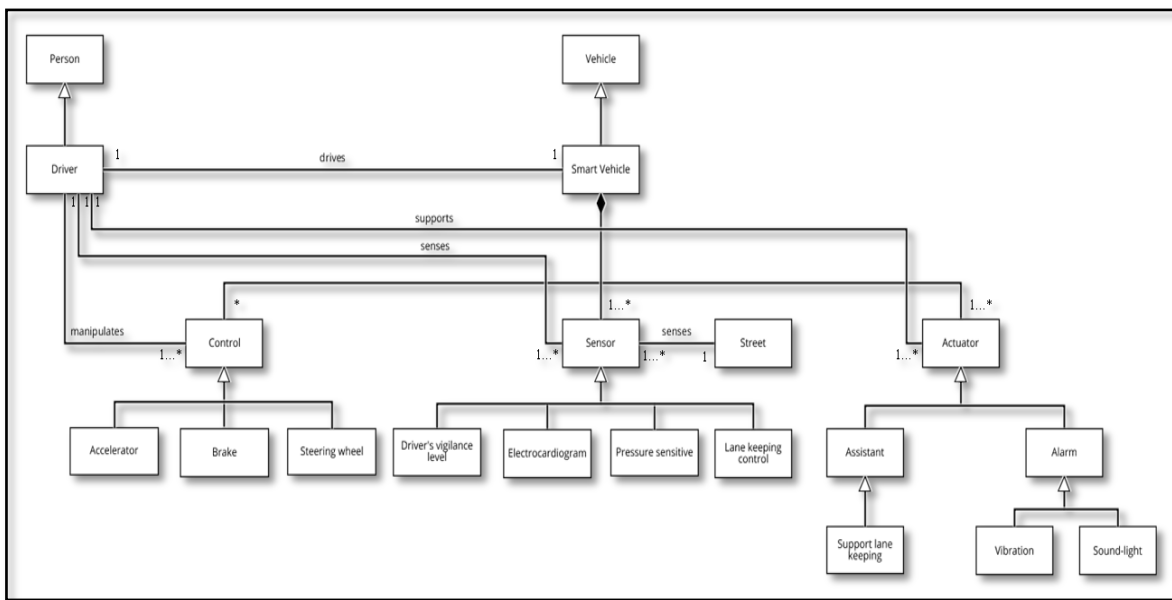 Person
Vehicle
Driver
1
drives
1
Smart Vehicle
1
1
1
supports
senses
*
1...*
1...*
manipulates
1...*
Control
1...*
Sensor
senses
1...*
1
Street
1...*
Actuator
Accelerator
Brake
Steering wheel
Driver's vigilance
level
Electrocardiogram
Pressure sensitive
Lane keeping
control
Assistant
Alarm
Support lane
keeping
Vibration
Sound-light